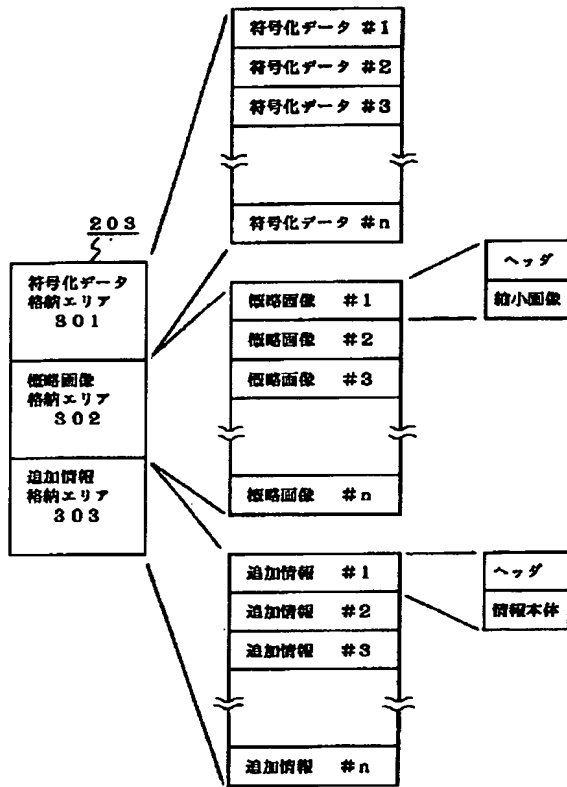 203
符号化データ
格納エリア
301
概略画像
格納エリア
302
追加情報
格納エリア
303
符号化データ #1
符号化データ #2
符号化データ #3
符号化データ #n
概略画像 #1
概略画像 #2
概略画像 #3
概略画像 #n
ヘッダ
縮小画像
追加情報 #1
追加情報 #2
追加情報 #3
追加情報 #n
ヘッダ
情報本体